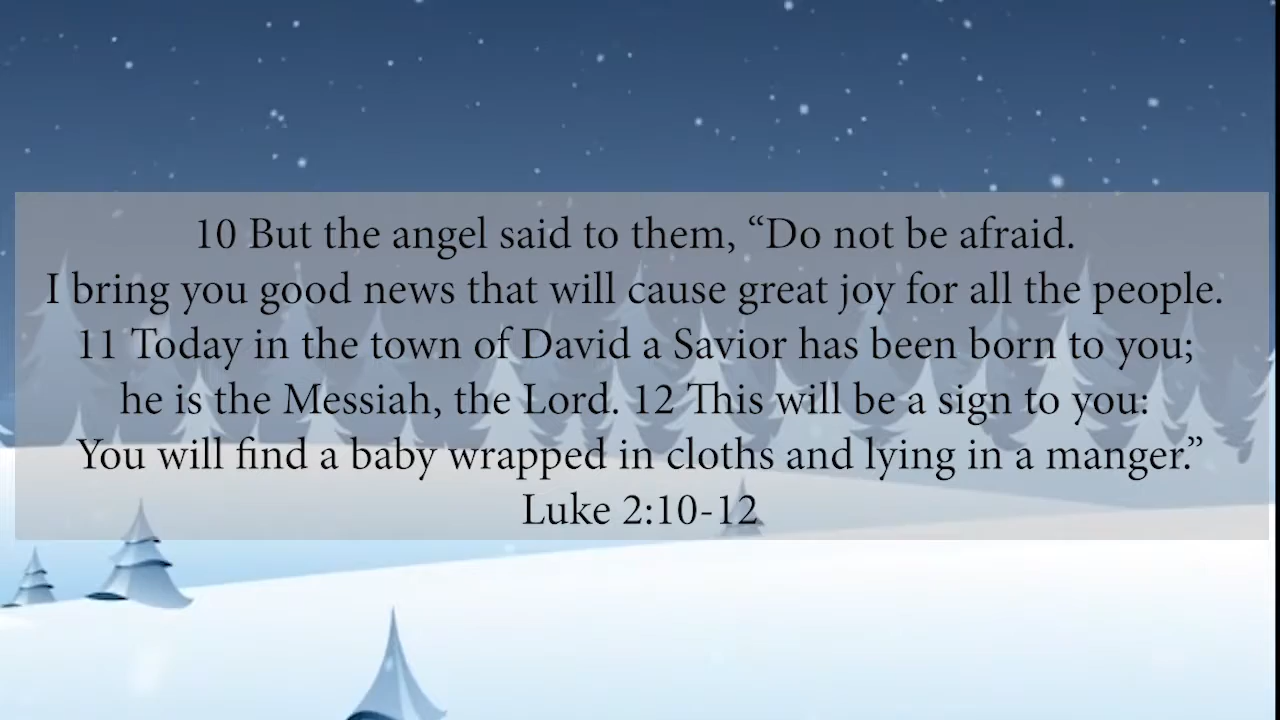 10 But the angel said to them, “Do not be afraid.
I bring you good news that will cause great joy for all the people.
11 Today in the town of David a Savior has been born to you;
he is the Messiah, the Lord. 12 This will be a sign to you:
You will find a baby wrapped in cloths and lying in a manger.”
Luke 2:10-12